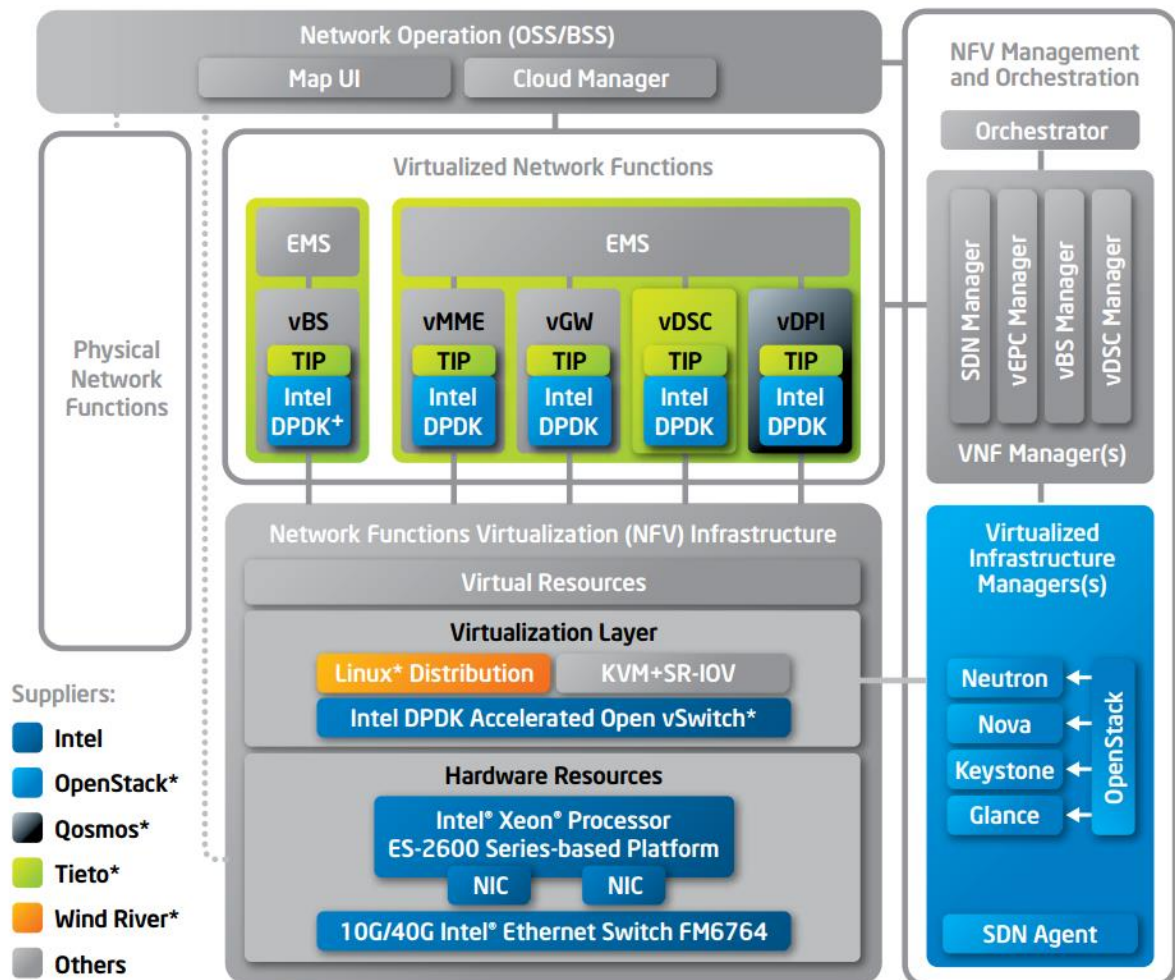 Network Operation (OSS/BSS)
Map UI
Cloud Manager
NFV Management
and Orchestration
Orchestrator
SDN Manager
vEPC Manager
vBS Manager
vDSC Manager
VNF Manager(s)
Physical
Network
Functions
Virtualized Network Functions
EMS
EMS
vBS
TIP
Intel
DPDK+
vMME
TIP
Intel
DPDK
vGW
TIP
Intel
DPDK
vDSC
TIP
Intel
DPDK
vDPI
TIP
Intel
DPDK
Network Functions Virtualization (NFV) Infrastructure
Virtual Resources
Virtualization Layer
Linux* Distribution
KVM+SR-IOV
Intel DPDK Accelerated Open vSwitch*
Hardware Resources
Intel® Xeon® Processor
ES-2600 Series-based Platform
NIC
NIC
10G/40G Intel® Ethernet Switch FM6764
Virtualized
Infrastructure
Managers(s)
Neutron
Nova
Keystone
Glance
OpenStack
SDN Agent
Suppliers:
Intel
OpenStack*
Qosmos*
Tieto*
Wind River*
Others